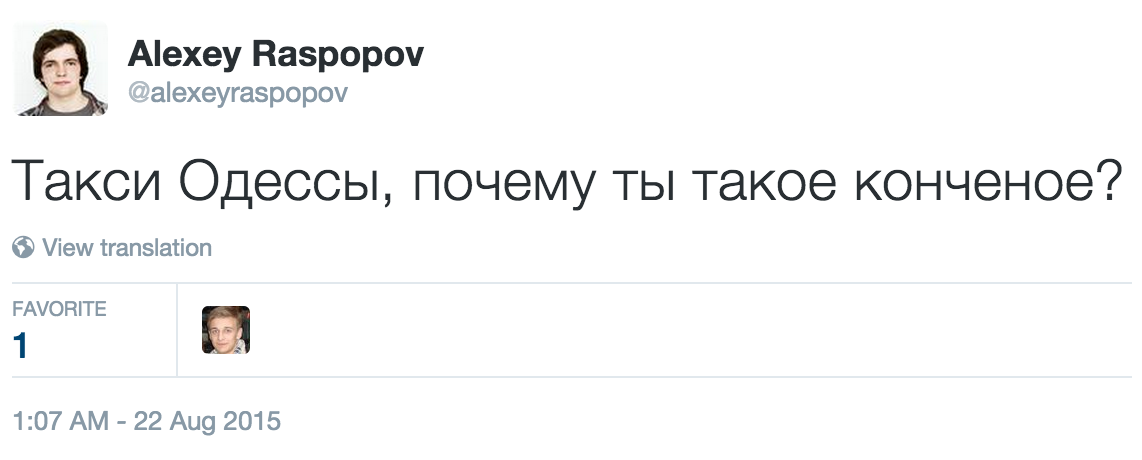 Alexey Raspopov
@alexeyraspopov
Такси Одессы, почему ты такое конченое?
View translation
FAVORITE
1
1:07 AM - 22 Aug 2015